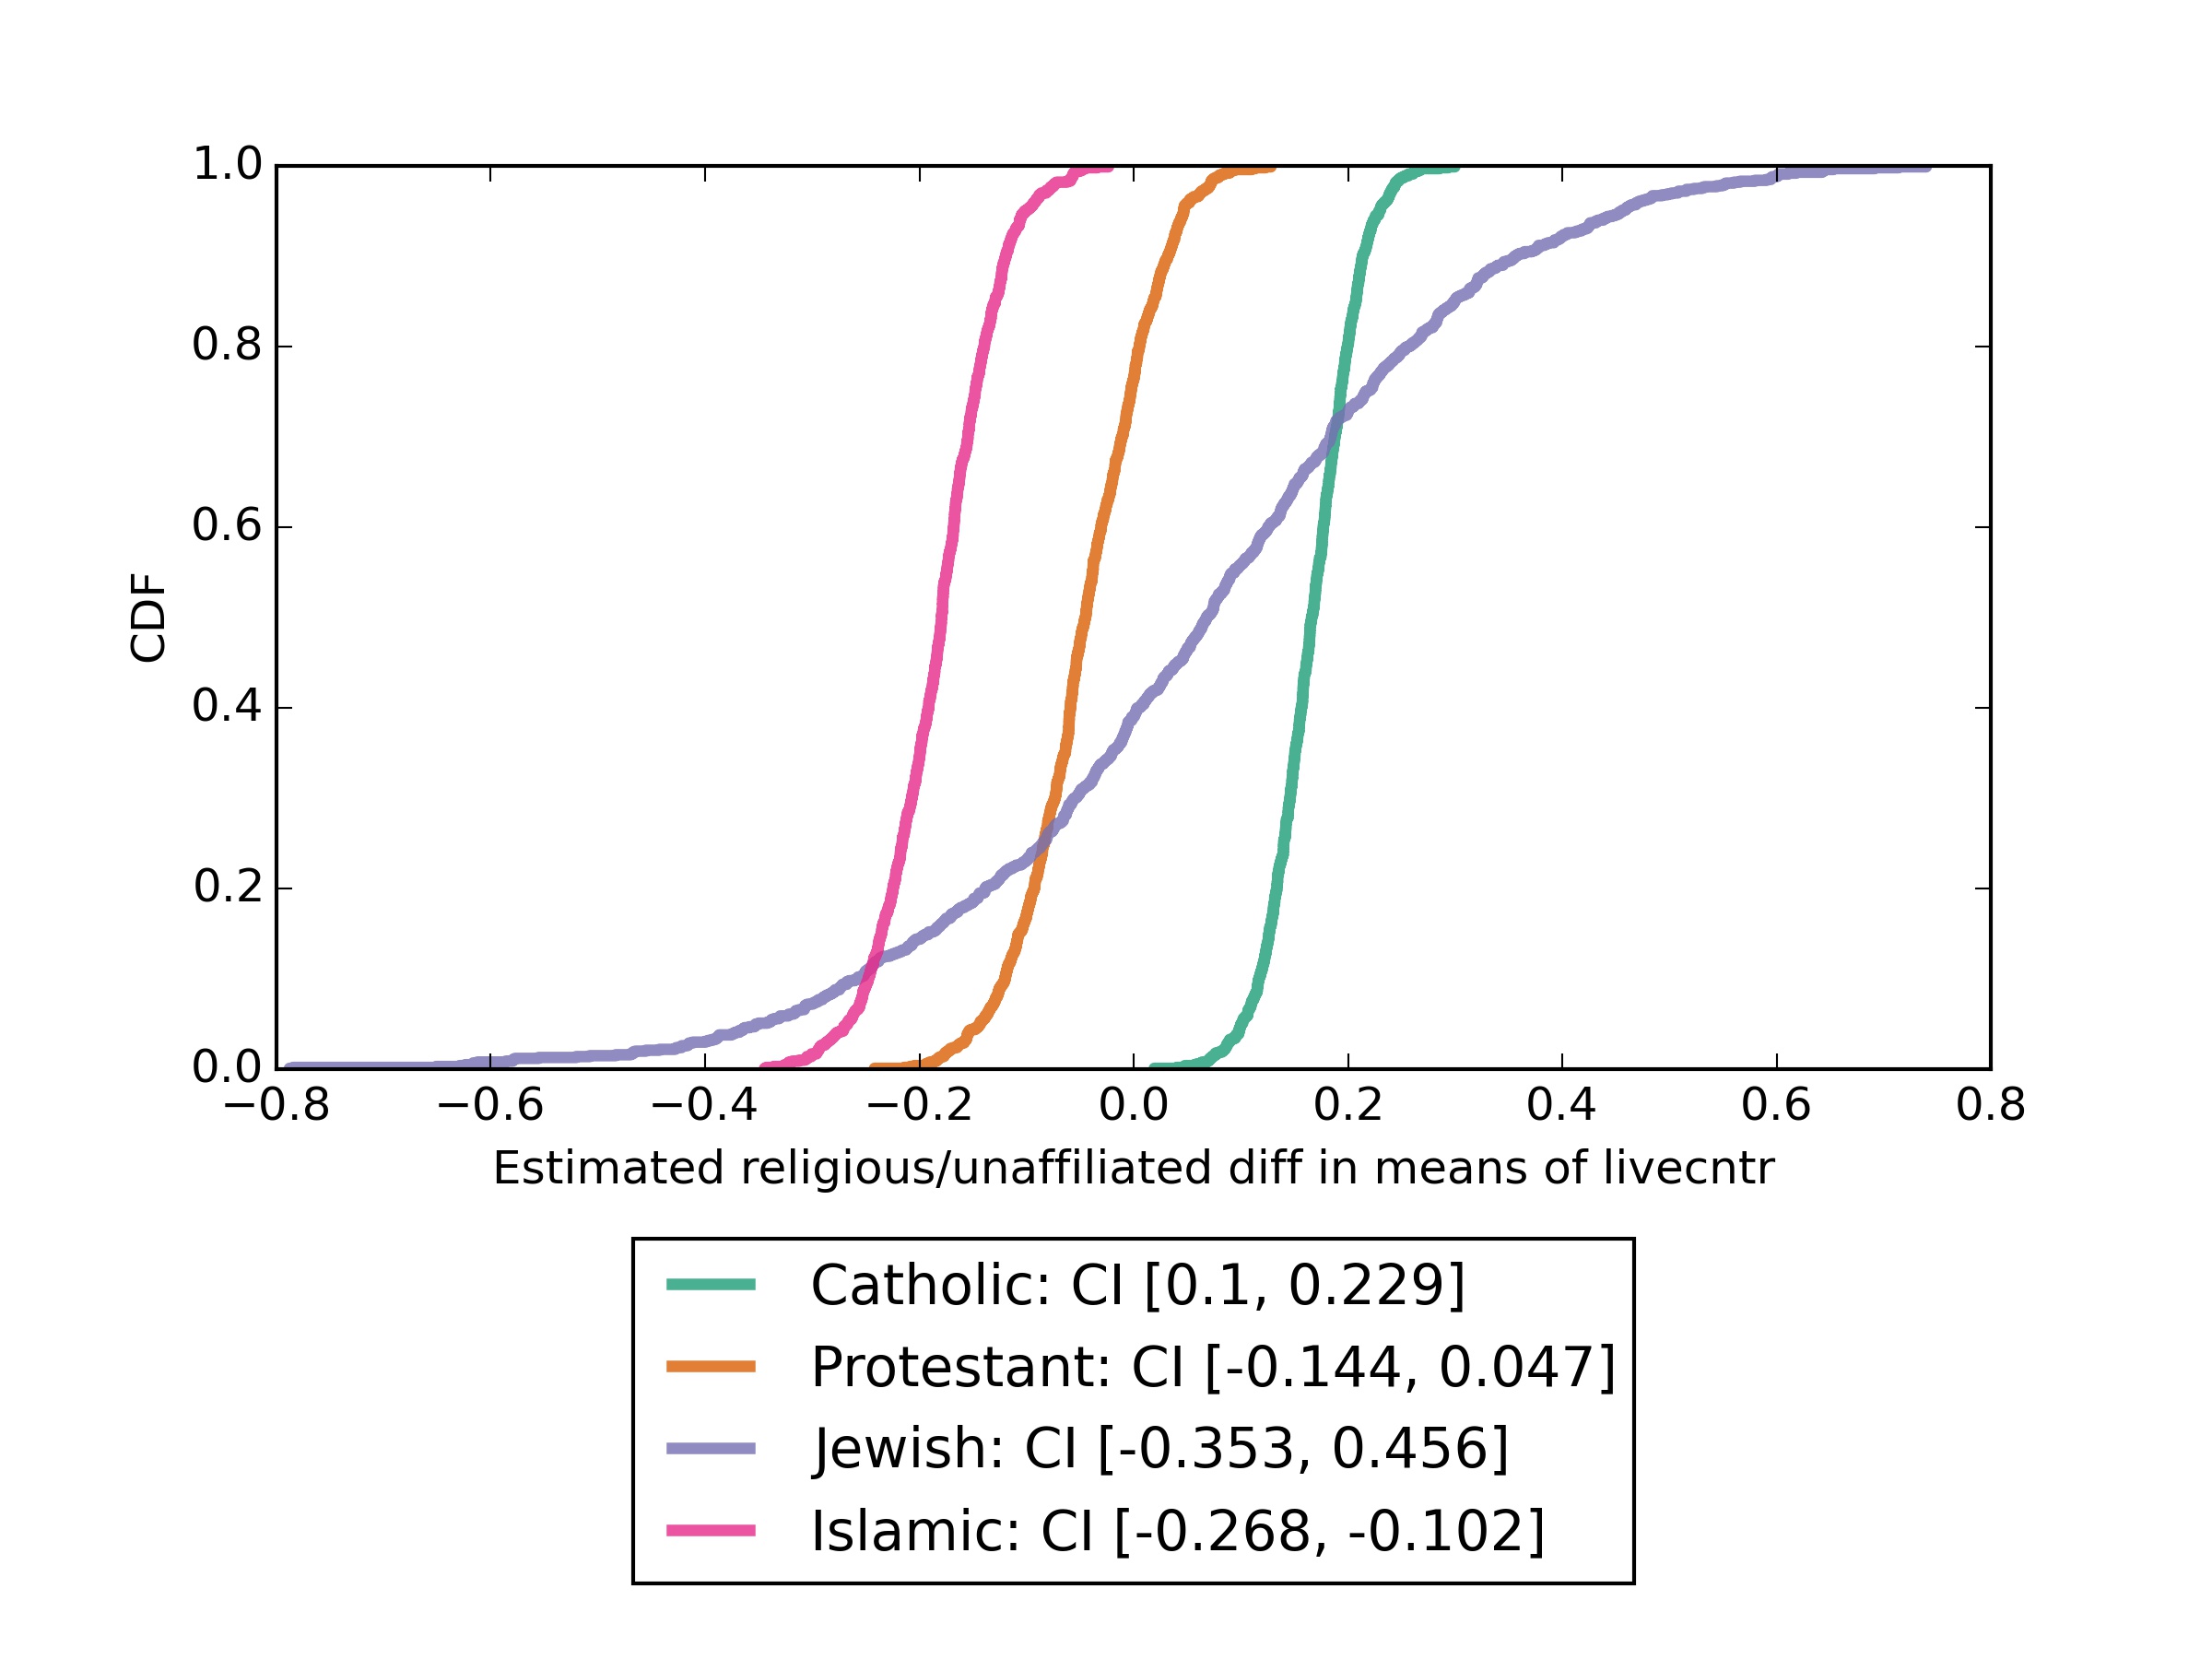 1.0
0.8
0.6
0.4
0.2
0.0
CDF
−0.8 −0.6 −0.4 −0.2 0.0 0.2 0.4 0.6 0.8
Estimated religious/unaffiliated diff in means of livecntr
Catholic: CI [0.1, 0.229]
Protestant: CI [-0.144, 0.047]
Jewish: CI [-0.353, 0.456]
Islamic: CI [-0.268, -0.102]